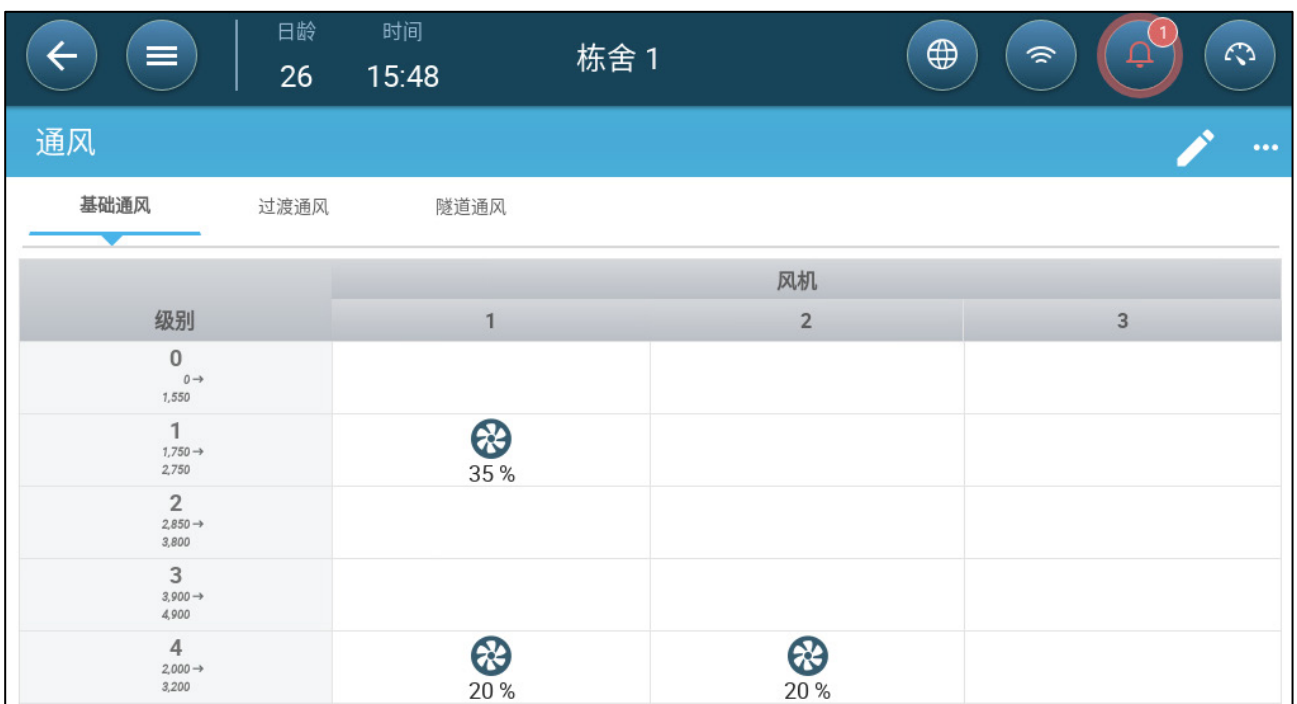 日龄 时间
26 15:48 栋舍 1 1
通风
基础通风 过渡通风 隧道通风
风机
级别 1 2 3
0
0→
1,550
1
1,750→
2,750
35 %
2
2,850→
3,800
3
3,900→
4,900
4
2,000→
3,200
20 % 20 %